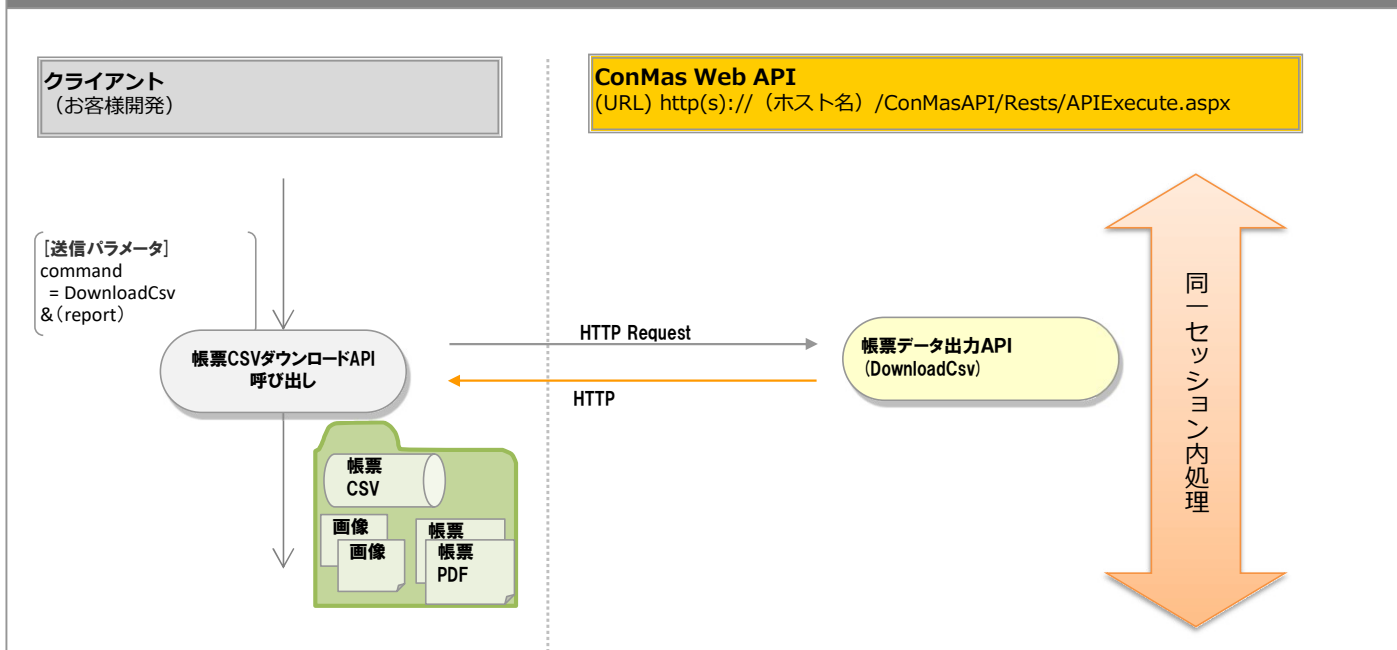 クライアント
（お客様開発）
ConMas Web API
(URL) http(s)://（ホスト名）/ConMasAPI/Rests/APIExecute.aspx
[送信パラメータ]
command
= DownloadCsv
&（report）
帳票CSVダウンロードAPI
呼び出し
HTTP Request
HTTP
帳票データ出力API
(DownloadCsv)
同一セッション内処理
帳票
CSV
画像
画像
帳票
帳票
PDF